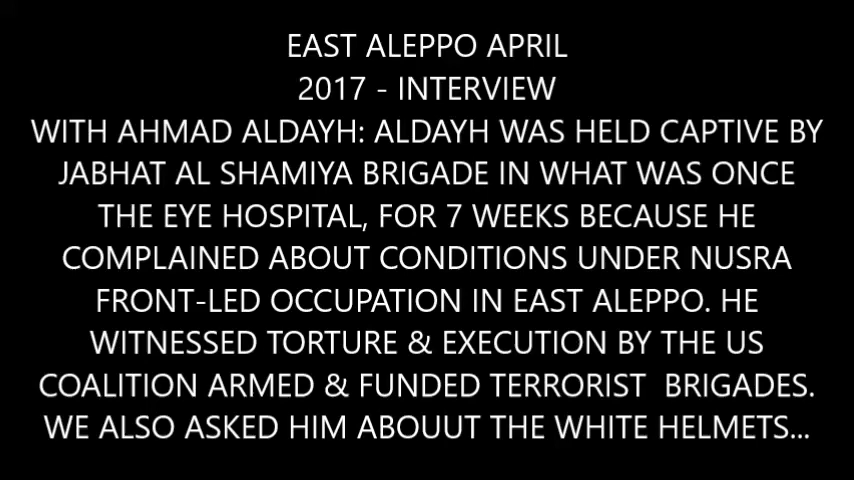 EAST ALEPPO APRIL
2017 - INTERVIEW
WITH AHMAD ALDAYH: ALDAYH WAS HELD CAPTIVE BY
JABHAT AL SHAMIYA BRIGADE IN WHAT WAS ONCE
THE EYE HOSPITAL, FOR 7 WEEKS BECAUSE HE
COMPLAINED ABOUT CONDITIONS UNDER NUSRA
FRONT-LED OCCUPATION IN EAST ALEPPO. HE
WITNESSED TORTURE & EXECUTION BY THE US
COALITION ARMED & FUNDED TERRORIST  BRIGADES.
WE ALSO ASKED HIM ABOUUT THE WHITE HELMETS...